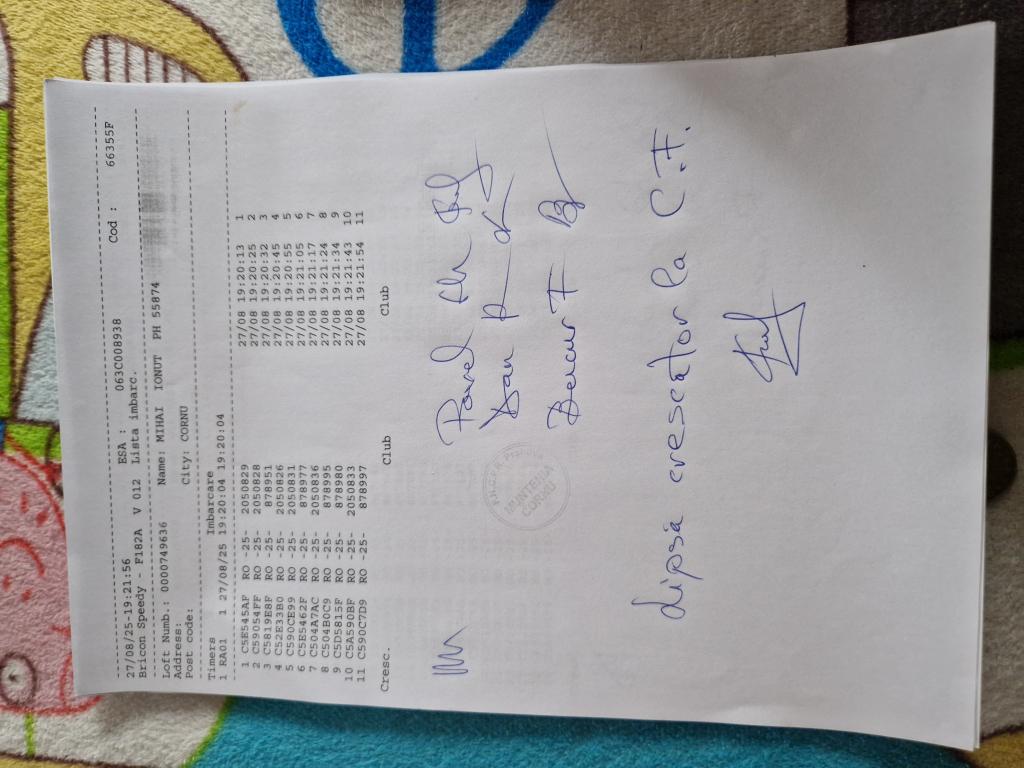 27/08/25-19:21:56 ESA : 063C008938 Cod : 66355F
Bricon Speedy - F182A V 012 Lista imbarc.
Loft Numb.: 0000749636 Name: MIHAI IONUT PH 55874
Address:
Post code: City: CORNU
Timers Imbarcare
1 RA01 1 27/08/25 19:20:04 19:20:04
1 C5E545AF RO -25- 2050829 27/08 19:20:13 1
2 C59054FF RO -25- 2050828 27/08 19:20:25 2
3 C5819E8F RO -25- 878951 27/08 19:20:32 3
4 C52E33B0 RO -25- 2050826 27/08 19:20:45 4
5 C590CE99 RO -25- 2050831 27/08 19:20:55 5
6 C5E5462F RO -25- 878977 27/08 19:21:05 6
7 C504A7AC RO -25- 2050836 27/08 19:21:17 7
8 C504B0C9 RO -25- 878995 27/08 19:21:24 8
9 C5D5815F RO -25- 878980 27/08 19:21:34 9
10 C5A590BF RO -25- 2050833 27/08 19:21:43 10
11 C590C7D9 RO -25- 878997 27/08 19:21:54 11
Cresc. Club Club
MUNTENIA
CORNU
Dan
Bercur F
Lipsă crescător la C.F.